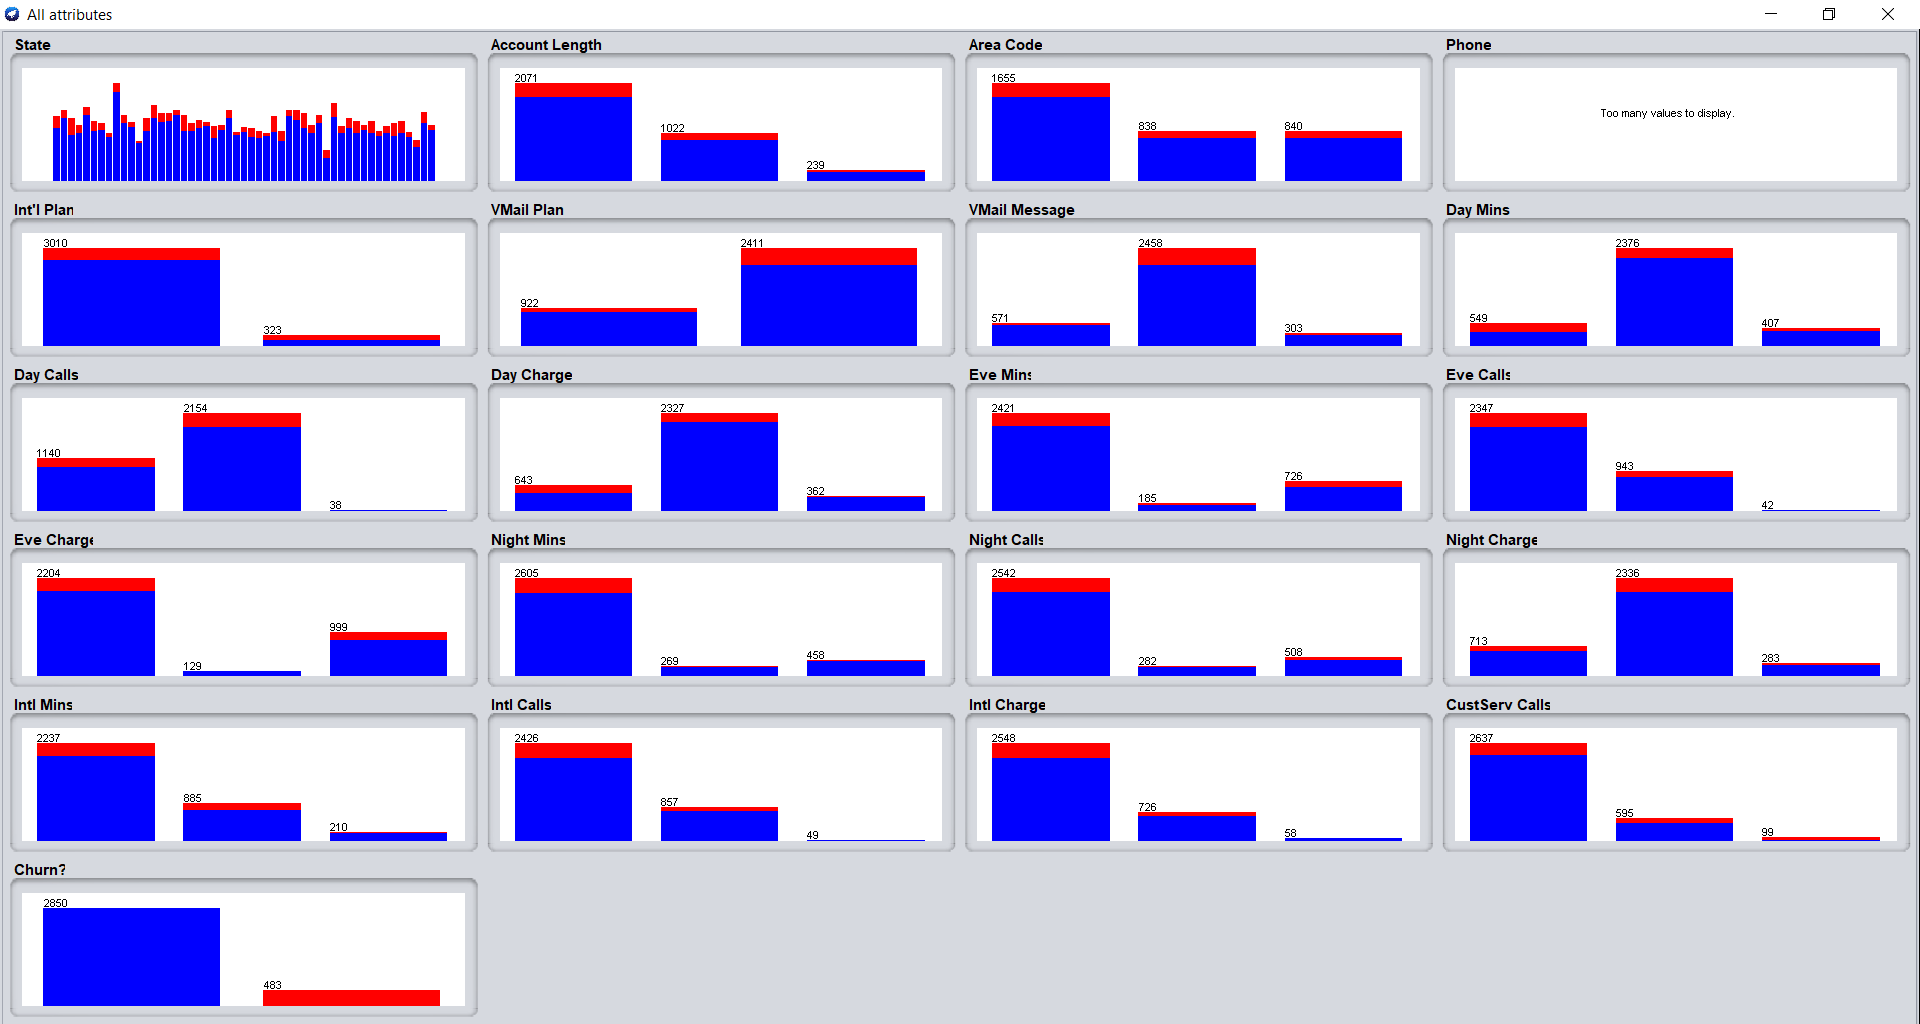 All attributes
State
Account Length
Area Code
Phone
2071
1022
239
1655
838
840
Too many values to display.
Int'l Plan
VMail Plan
VMail Message
Day Mins
3010
323
922
2411
571
2458
303
549
2376
407
Day Calls
Day Charge
Eve Mins
Eve Calls
1140
2154
38
643
2327
362
2421
185
726
2347
943
42
Eve Charge
Night Mins
Night Calls
Night Charge
2204
129
999
2605
269
458
2542
282
508
713
2336
283
Intl Mins
Intl Calls
Intl Charge
CustServ Calls
2237
885
210
2426
857
49
2548
726
58
2637
595
99
Churn?
2850
483